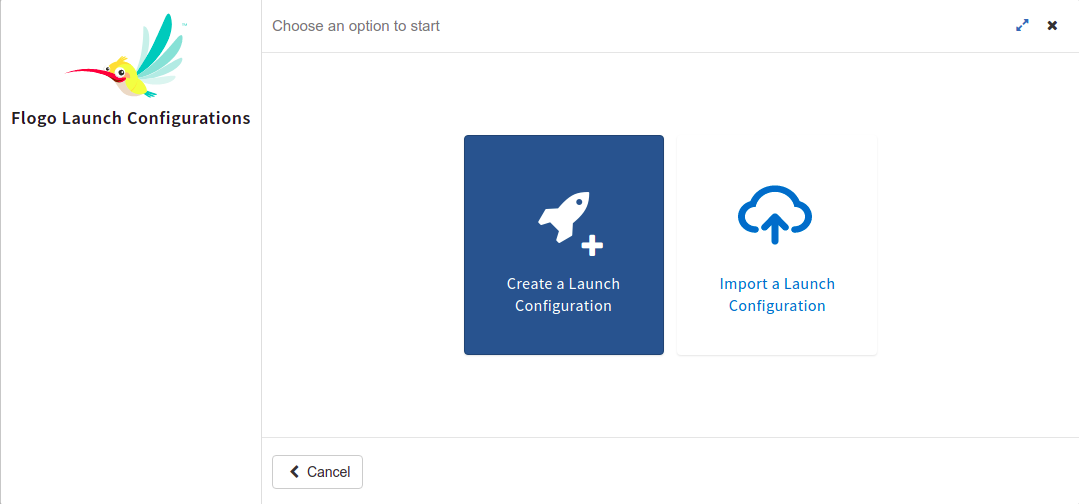 Choose an option to start
Flogo Launch Configurations
Create a Launch
Configuration
Import a Launch
Configuration
Cancel